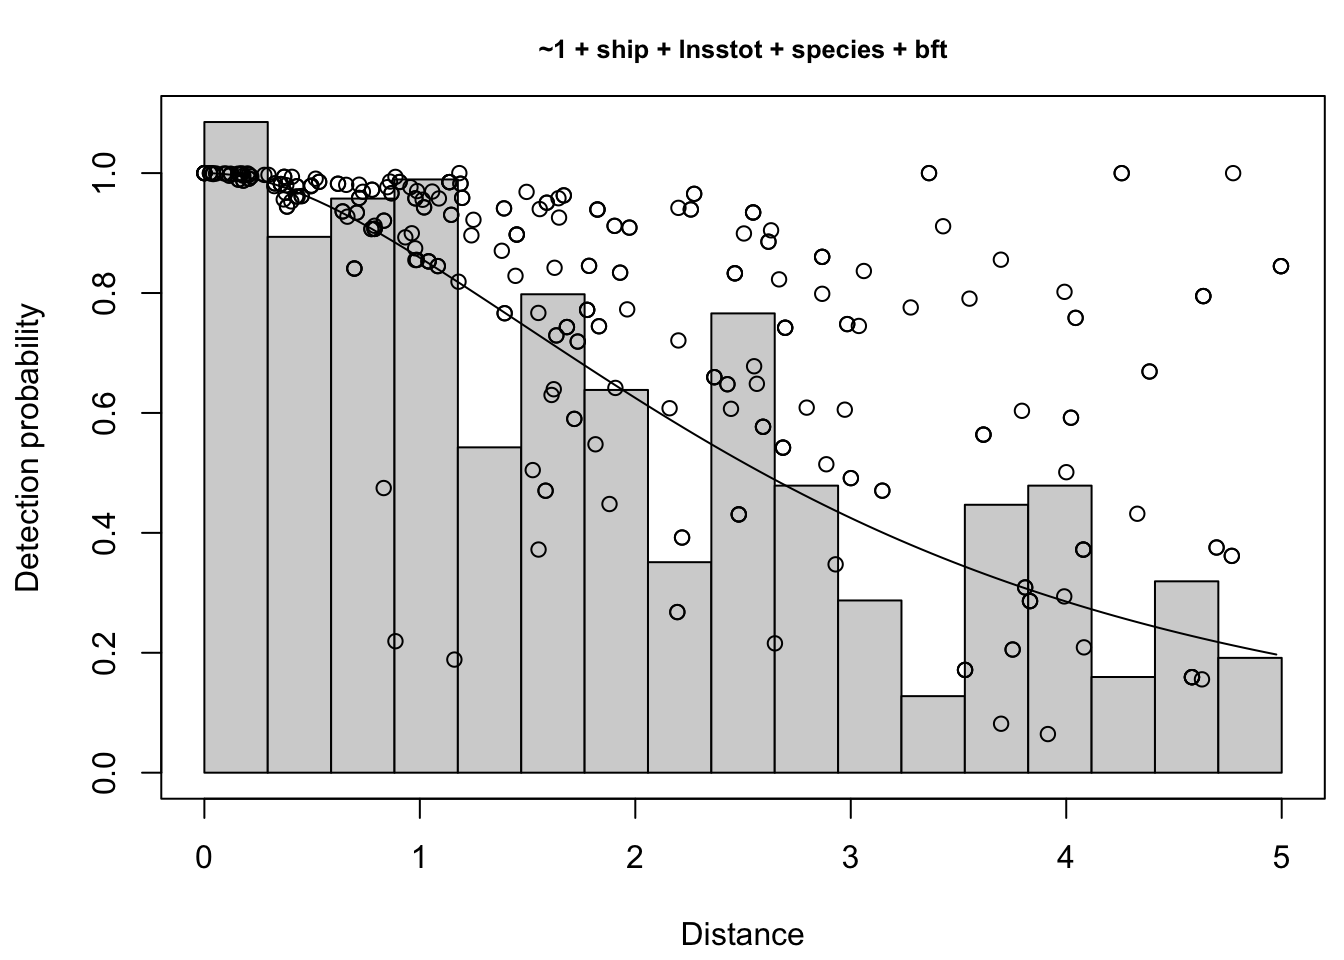 ~1 + ship + lnsstot + species + bft
Detection probability
1.0
0.8
0.6
0.4
0.2
0.0
0 1 2 3 4 5
Distance